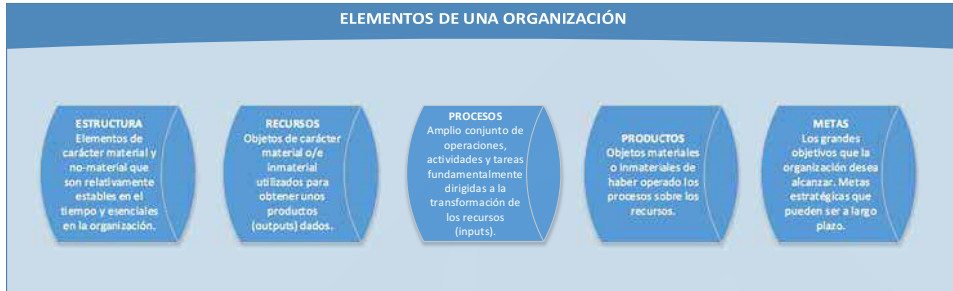 ELEMENTOS DE UNA ORGANIZACIÓN
ESTRUCTURA
Elementos de
carácter material y
no-material que
son relativamente
estables en el
tiempo y esenciales
en la organización.
RECURSOS
Objetos de carácter
material o/e
inmaterial
utilizados para
obtener unos
productos
(outputs) dados.
PROCESOS
Amplio conjunto de
operaciones,
actividades y tareas
fundamentalmente
dirigidas a la
transformación de
los recursos
(inputs).
PRODUCTOS
Objetos materiales
o inmateriales de
haber operado los
procesos sobre los
recursos.
METAS
Los grandes
objetivos que la
organización desea
alcanzar. Metas
estratégicas que
pueden ser a largo
plazo.